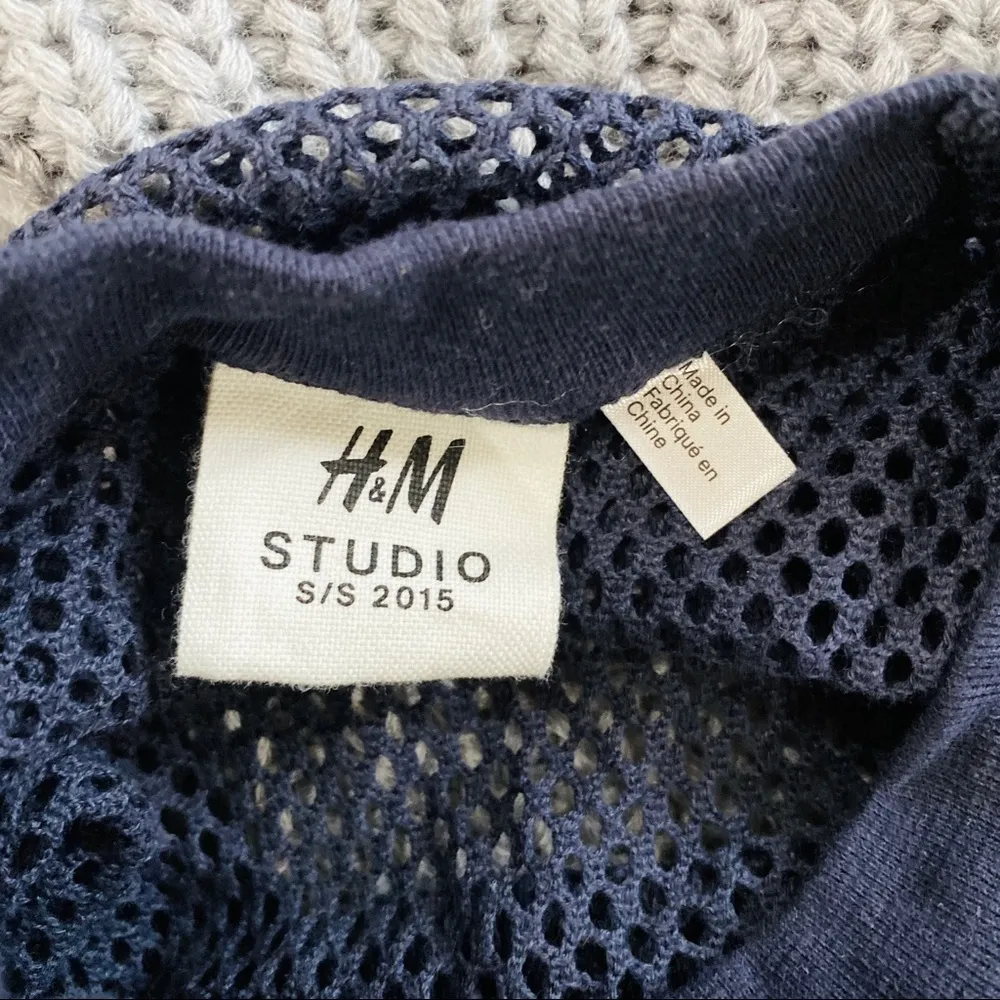 H&M
STUDIO
S/S 2015
Made in
China
Fabriqué en
Chine